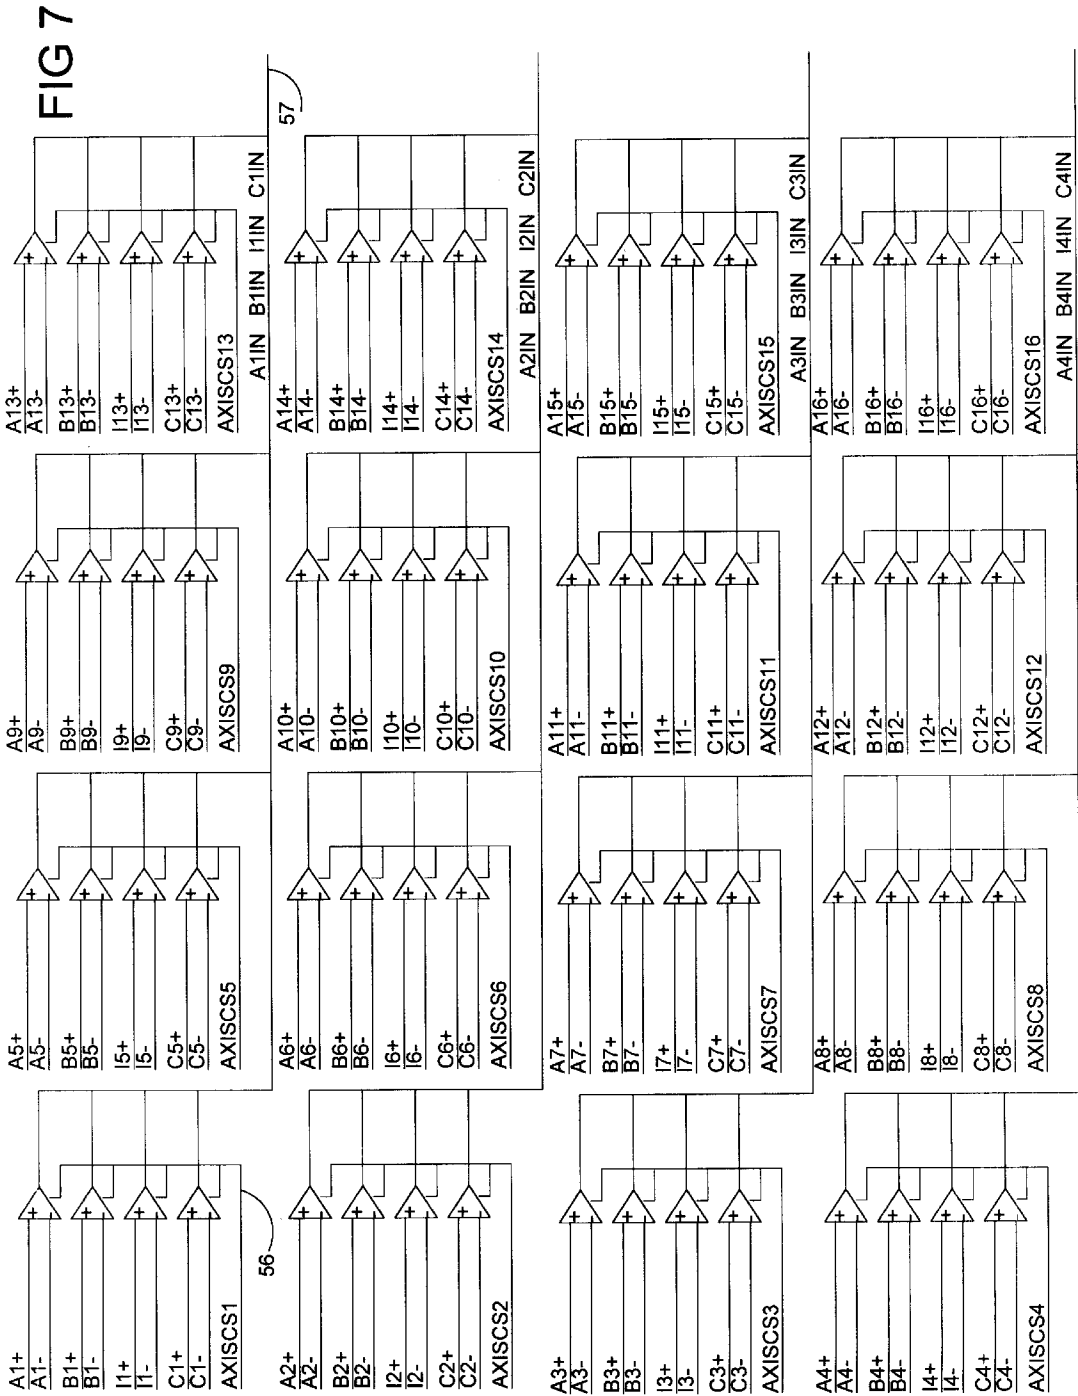 FIG 7
A1+
A1-
B1+
B1-
I1+
I1-
C1+
C1-
AXISCS1
56
A5+
A5-
B5+
B5-
I5+
I5-
C5+
C5-
AXISCS5
A9+
A9-
B9+
B9-
I9+
I9-
C9+
C9-
AXISCS9
A13+
A13-
B13+
B13-
I13+
I13-
C13+
C13-
AXISCS13
A1IN B1IN I1IN C1IN
57
A2+
A2-
B2+
B2-
I2+
I2-
C2+
C2-
AXISCS2
A6+
A6-
B6+
B6-
I6+
I6-
C6+
C6-
AXISCS6
A10+
A10-
B10+
B10-
I10+
I10-
C10+
C10-
AXISCS10
A14+
A14-
B14+
B14-
I14+
I14-
C14+
C14-
AXISCS14
A2IN B2IN I2IN C2IN
A3+
A3-
B3+
B3-
I3+
I3-
C3+
C3-
AXISCS3
A7+
A7-
B7+
B7-
I7+
I7-
C7+
C7-
AXISCS7
A11+
A11-
B11+
B11-
I11+
I11-
C11+
C11-
AXISCS11
A15+
A15-
B15+
B15-
I15+
I15-
C15+
C15-
AXISCS15
A3IN B3IN I3IN C3IN
A4+
A4-
B4+
B4-
I4+
I4-
C4+
C4-
AXISCS4
A8+
A8-
B8+
B8-
I8+
I8-
C8+
C8-
AXISCS8
A12+
A12-
B12+
B12-
I12+
I12-
C12+
C12-
AXISCS12
A16+
A16-
B16+
B16-
I16+
I16-
C16+
C16-
AXISCS16
A4IN B4IN I4IN C4IN